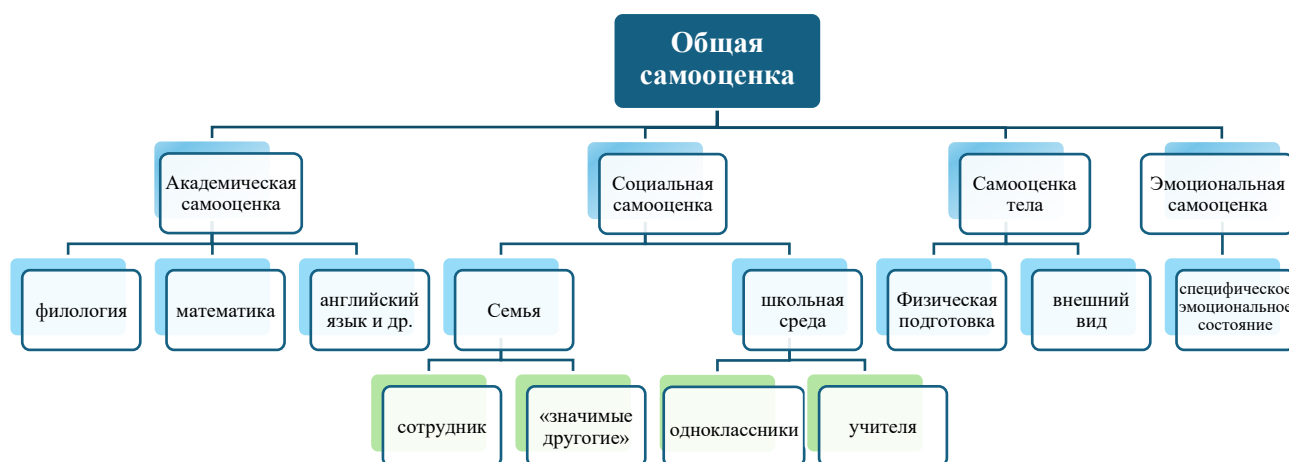 Общая
самооценка
Академическая
самооценка
Социальная
самооценка
Самооценка
тела
Эмоциональная
самооценка
филология
математика
английский
язык и др.
Семья
школьная
среда
Физическая
подготовка
внешний
вид
специфическое
эмоциональное
состояние
сотрудник
«значимые
другогие»
одноклассники
учителя